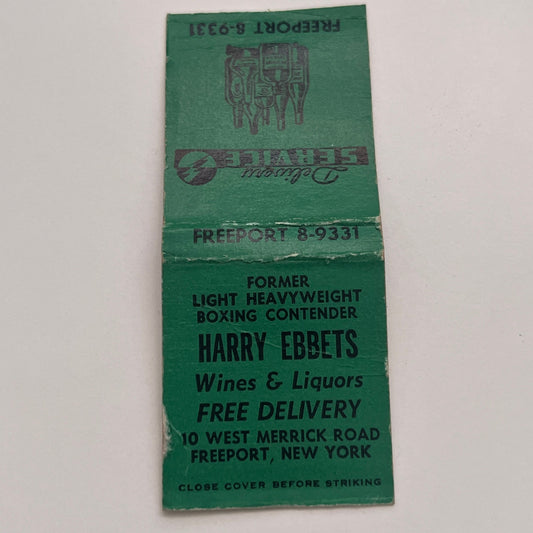 FREEPORT 8-9331
Delivery
SERVICE
FREEPORT 8-9331
FORMER
LIGHT HEAVYWEIGHT
BOXING CONTENDER
HARRY EBBETS
Wines & Liquors
FREE DELIVERY
10 WEST MERRICK ROAD
FREEPORT, NEW YORK
CLOSE COVER BEFORE STRIKING